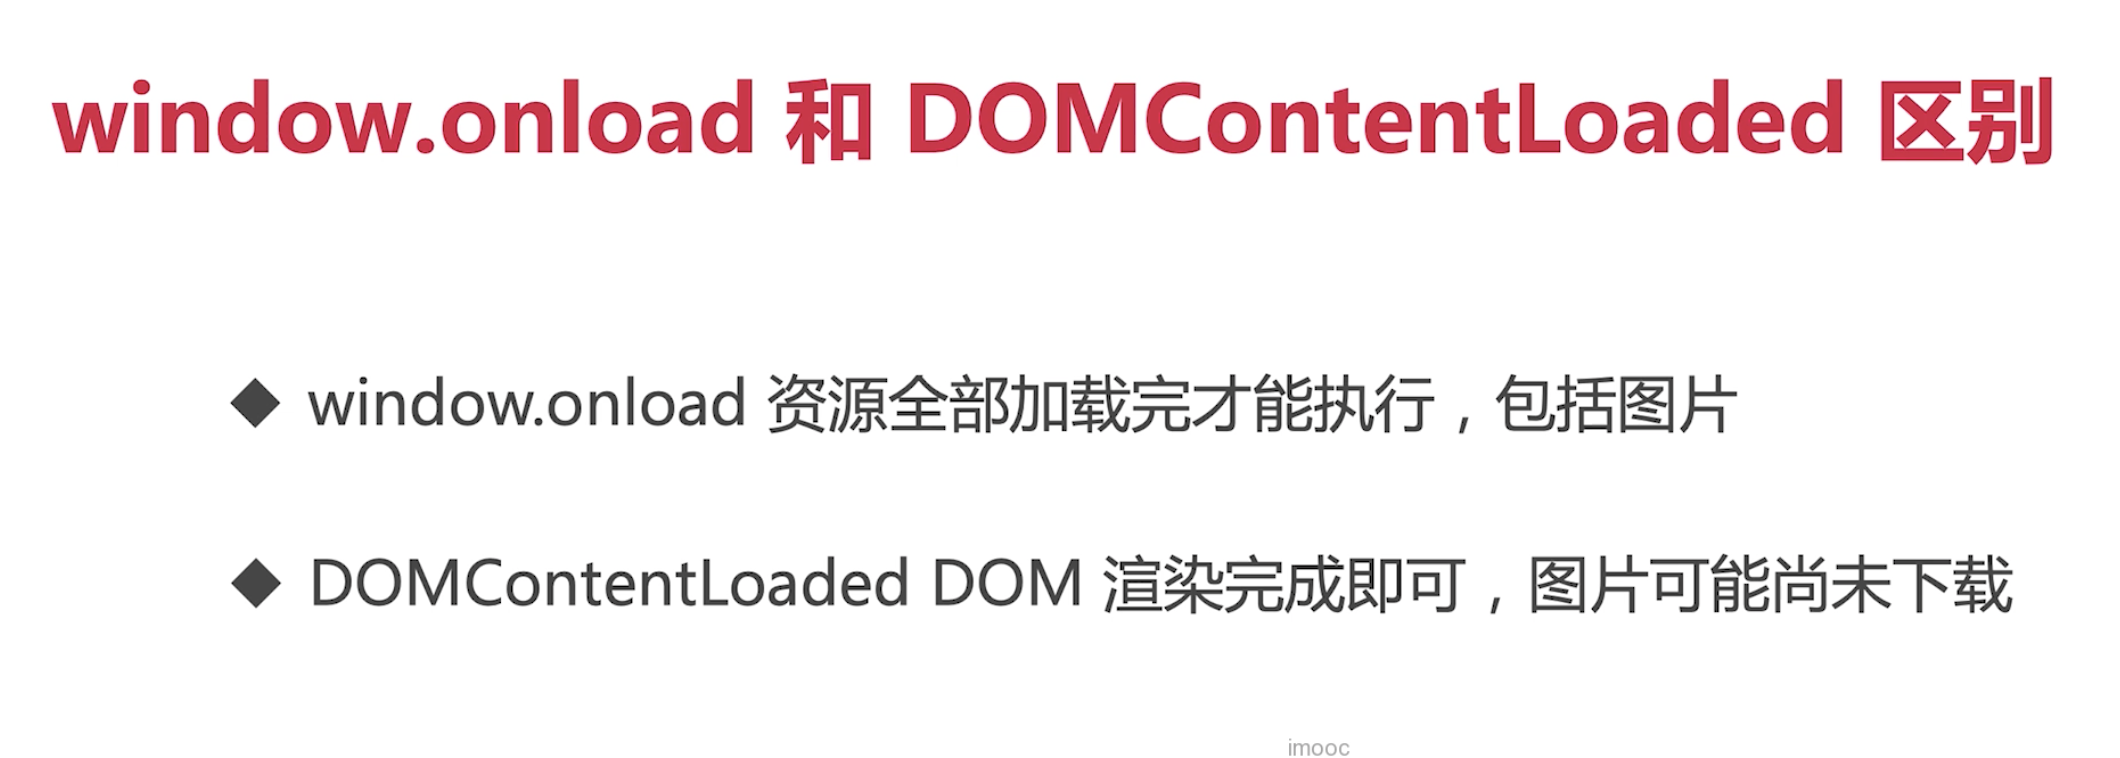 window.onload 和 DOMContentLoaded 区别
◆ window.onload 资源全部加载完才能执行，包括图片
◆ DOMContentLoaded DOM 渲染完成即可，图片可能尚未下载
imooc